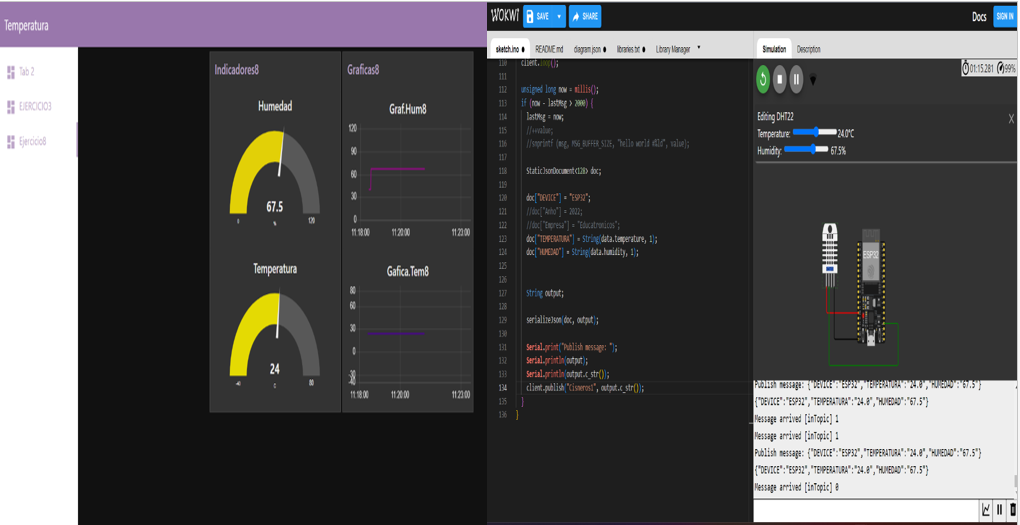 Temperatura
Tab 2
EJERCICIO3
Ejercicio8
Indicadores8
Humedad
67.5
0
%
120
Temperatura
24
-40
C
80
Graficas8
Graf.Hum8
120
90
60
30
0
11:18:00 11:20:00 11:23:00
Gafica.Tem8
80
60
30
0
-30
-40
11:18:00 11:20:00 11:23:00
WOKWI SAVE SHARE Docs SIGN IN
sketch.ino README.md diagram.json libraries.txt Library Manager
110 client.loop();
111
112 unsigned long now = millis();
113 if (now - lastMsg > 2000) {
114 lastMsg = now;
115 //++value;
116 //snprintf (msg, MSG_BUFFER_SIZE, "hello world #%ld", value);
117
118 StaticJsonDocument<128> doc;
119
120 doc["DEVICE"] = "ESP32";
121 //doc["Anho"] = 2022;
122 //doc["Empresa"] = "Educatronicos";
123 doc["TEMPERATURA"] = String(data.temperature, 1);
124 doc["HUMEDAD"] = String(data.humidity, 1);
125
126
127 String output;
128
129 serializeJson(doc, output);
130
131 Serial.print("Publish message: ");
132 Serial.println(output);
133 Serial.println(output.c_str());
134 client.publish("Cisneros1", output.c_str());
135 }
136 }
Simulation Description
01:15.281 99%
Editing DHT22 X
Temperature: 24.0°C
Humidity: 67.5%
ESP32
Publish message: {"DEVICE":"ESP32","TEMPERATURA":"24.0","HUMEDAD":"67.5"}
{"DEVICE":"ESP32","TEMPERATURA":"24.0","HUMEDAD":"67.5"}
Message arrived [inTopic] 1
Message arrived [inTopic] 1
Publish message: {"DEVICE":"ESP32","TEMPERATURA":"24.0","HUMEDAD":"67.5"}
{"DEVICE":"ESP32","TEMPERATURA":"24.0","HUMEDAD":"67.5"}
Message arrived [inTopic] 0